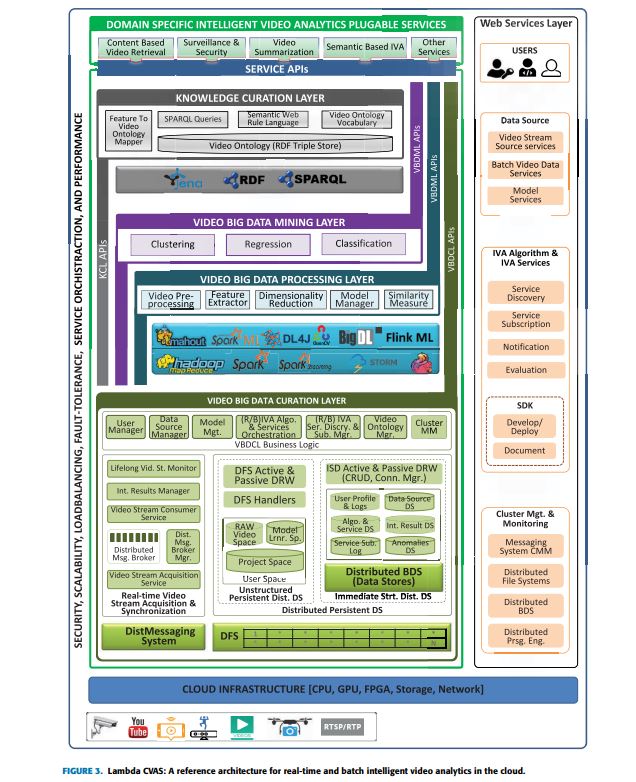 DOMAIN SPECIFIC INTELLIGENT VIDEO ANALYTICS PLUGABLE SERVICES
Content Based
Video Retrieval
Surveillance &
Security
Video
Summarization
Semantic Based IVA
Other
Services
SERVICE APIs
SECURITY, SCALABILITY, LOADBALANCING, FAULT-TOLERANCE, SERVICE ORCHISTRACTION, AND PERFORMANCE
KNOWLEDGE CURATION LAYER
Feature To
Video
Ontology
Mapper
SPARQL Queries
Semantic Web
Rule Language
Video Ontology
Vocabulary
Video Ontology (RDF Triple Store)
Jena
RDF
SPARQL
KCL APIs
VBDML APIs
VBDML APIs
VBDCL APIs
VIDEO BIG DATA MINING LAYER
Clustering
Regression
Classification
VIDEO BIG DATA PROCESSING LAYER
Video Pre-
processing
Feature
Extractor
Dimensionality
Reduction
Model
Manager
Similarity
Measure
mahout
Spark ML
DL4J
OpenCV
BigDL
Flink ML
hadoop
Map Reduce
Spark
Spark Streaming
STORM
VIDEO BIG DATA CURATION LAYER
User
Manager
Data
Source
Manager
Model
Mgt.
(R/B)IVA Algo.
& Services
Orchestration
(R/B) IVA
Ser. Discry. &
Sub. Mgr.
Video
Ontology
Mgr.
Cluster
MM
VBDCL Business Logic
Lifelong Vid. St. Monitor
Int. Results Manager
Video Stream Consumer
Service
Distributed
Msg. Broker
Dist.
Msg.
Broker
Mgr.
Video Stream Acquisition
Service
Real-time Video
Stream Acquisition &
Synchronization
DFS Active &
Passive DRW
DFS Handlers
RAW
Video
Space
Model
Lrnr. Sp.
Project Space
User Space
Unstructured
Persistent Dist. DS
ISD Active & Passive DRW
(CRUD, Conn. Mgr.)
User Profile
& Logs
Data Source
DS
Algo. &
Service DS
Int. Result DS
Service Sub.
Log
Anomalies
DS
Distributed BDS
(Data Stores)
Immediate Strt. Dist. DS
Distributed Persistent DS
DistMessaging
System
DFS
CLOUD INFRASTRUCTURE [CPU, GPU, FPGA, Storage, Network]
You
Tube
VIDEOS
RTSP/RTP
Web Services Layer
USERS
Data Source
Video Stream
Source services
Batch Video Data
Services
Model
Services
IVA Algorithm &
IVA Services
Service
Discovery
Service
Subscription
Notification
Evaluation
SDK
Develop/
Deploy
Document
Cluster Mgt. &
Monitoring
Messaging
System CMM
Distributed
File Systems
Distributed
BDS
Distributed
Prsg. Eng.
FIGURE 3. Lambda CVAS: A reference architecture for real-time and batch intelligent video analytics in the cloud.